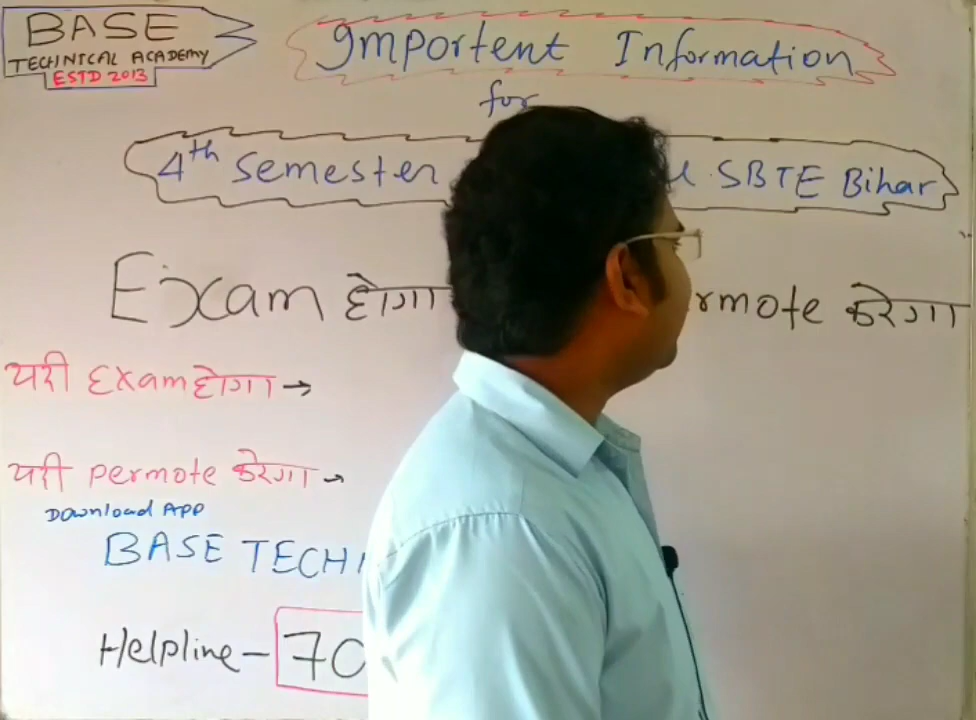 BASE
TECHNICAL ACADEMY
ESTD 2013
Importent Information
for
4th Semester SBTE Bihar
Exam होगा rmote करेगा
यदी Exam होगा →
यदी permote करेगा →
Download APP
BASE TECHN
Helpline - 70